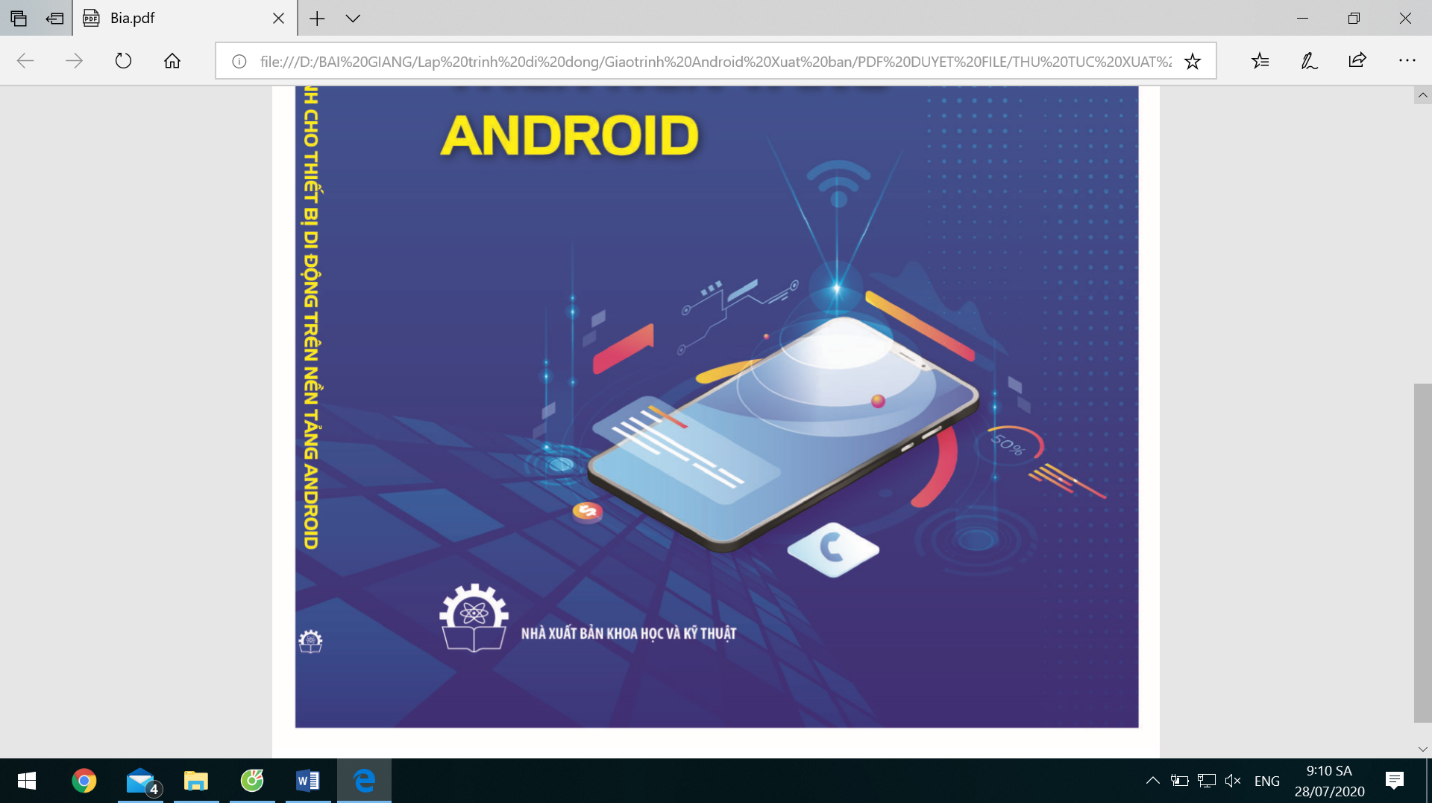 Bia.pdf
file:///D:/BAI%20GIANG/Lap%20trinh%20di%20dong/Giaotrinh%20Android%20Xuat%20ban/PDF%20DUYET%20FILE/THU%20TUC%20XUAT%2
NH CHO THIẾT BỊ DI ĐỘNG TRÊN NỀN TẢNG ANDROID
ANDROID
50%
$
C
NHÀ XUẤT BẢN KHOA HỌC VÀ KỸ THUẬT
4
ENG
9:10 SA
28/07/2020